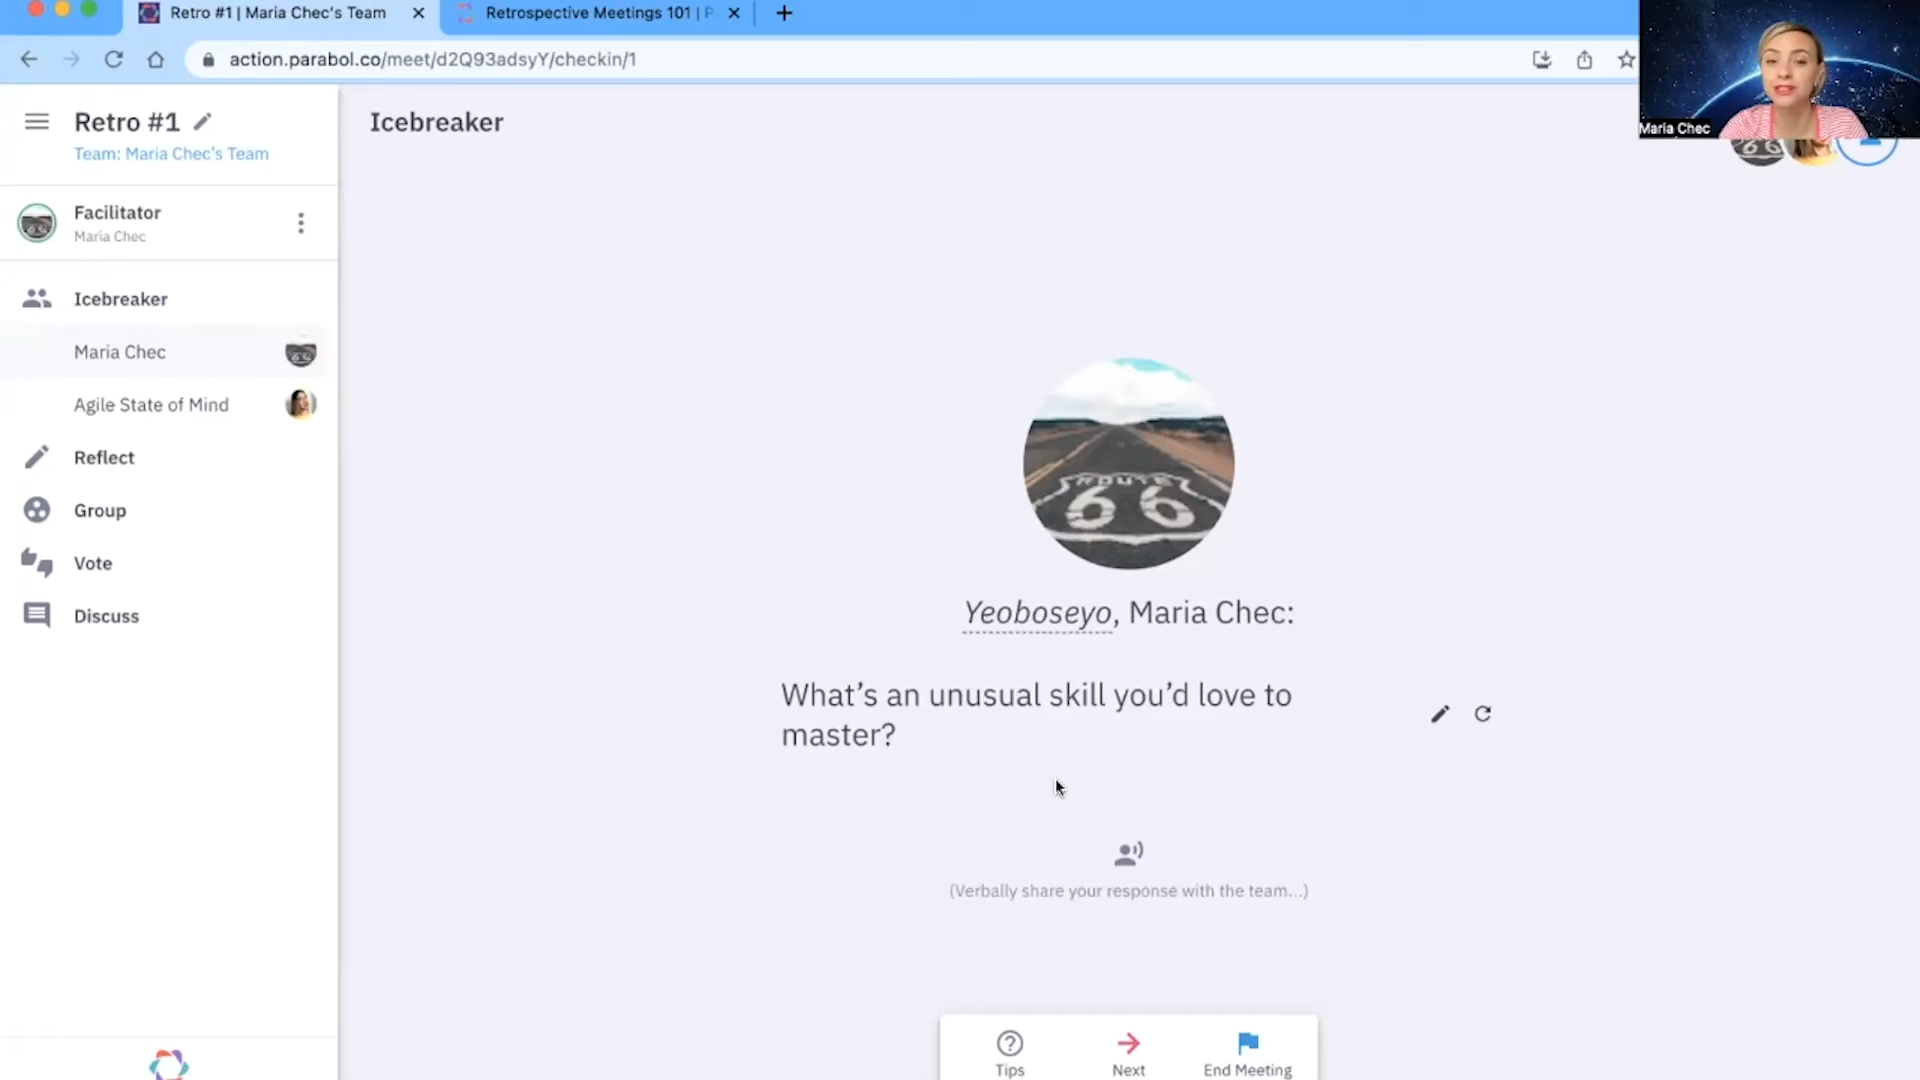 Retro #1 | Maria Chec's Team
Retrospective Meetings 101 | P
action.parabol.co/meet/d2Q93adsyY/checkin/1
Maria Chec
Retro #1
Team: Maria Chec's Team
Icebreaker
Facilitator
Maria Chec
Icebreaker
Maria Chec
Agile State of Mind
Reflect
Group
Vote
Discuss
ROUTE
66
Yeoboseyo, Maria Chec:
What's an unusual skill you'd love to
master?
(Verbally share your response with the team...)
Tips
Next
End Meeting